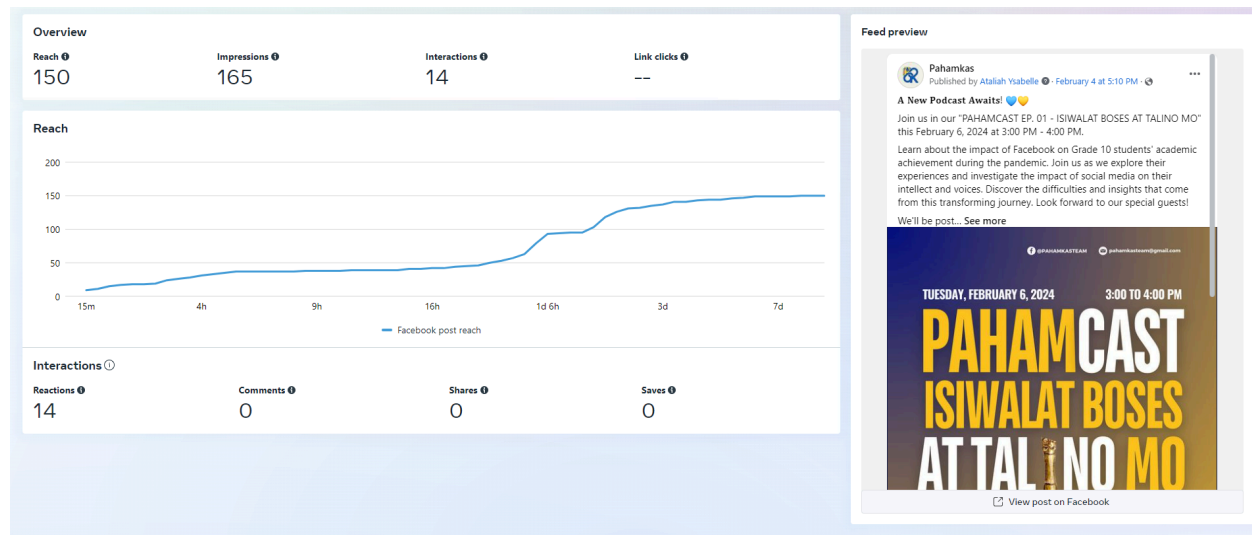 Overview
Reach
150
Impressions
165
Interactions
14
Link clicks
--
Reach
200
150
100
50
0
15m 4h 9h 16h 1d 6h 3d 7d
Facebook post reach
Interactions
Reactions
14
Comments
0
Shares
0
Saves
0
Feed preview
Pahamkas
Published by Ataliah Ysabelle · February 4 at 5:10 PM ·
A New Podcast Awaits!
Join us in our "PAHAMCAST EP. 01 - ISIWALAT BOSES AT TALINO MO"
this February 6, 2024 at 3:00 PM - 4:00 PM.
Learn about the impact of Facebook on Grade 10 students' academic
achievement during the pandemic. Join us as we explore their
experiences and investigate the impact of social media on their
intellect and voices. Discover the difficulties and insights that come
from this transforming journey. Look forward to our special guests!
We'll be post... See more
@PAHAMKASTEAM pahamkasteam@gmail.com
TUESDAY, FEBRUARY 6, 2024 3:00 TO 4:00 PM
PAHAMCAST
ISIWALAT BOSES
AT TALINO MO
View post on Facebook